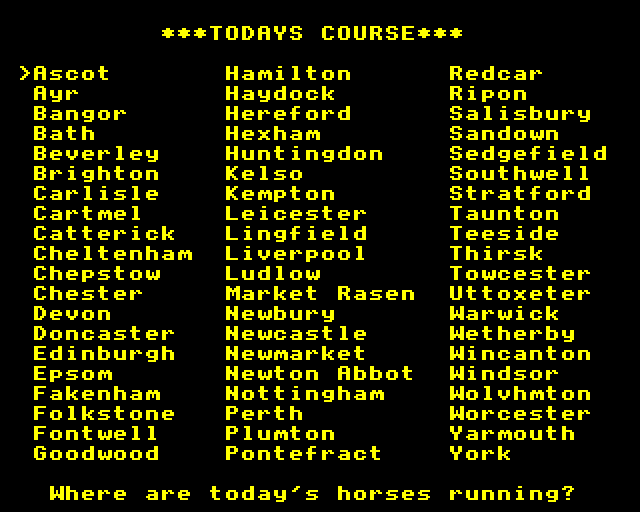 ***TODAYS COURSE***
>Ascot Hamilton Redcar
Ayr Haydock Ripon
Bangor Hereford Salisbury
Bath Hexham Sandown
Beverley Huntingdon Sedgefield
Brighton Kelso Southwell
Carlisle Kempton Stratford
Cartmel Leicester Taunton
Catterick Lingfield Teeside
Cheltenham Liverpool Thirsk
Chepstow Ludlow Towcester
Chester Market Rasen Uttoxeter
Devon Newbury Warwick
Doncaster Newcastle Wetherby
Edinburgh Newmarket Wincanton
Epsom Newton Abbot Windsor
Fakenham Nottingham Wolvhmton
Folkstone Perth Worcester
Fontwell Plumton Yarmouth
Goodwood Pontefract York
Where are today's horses running?